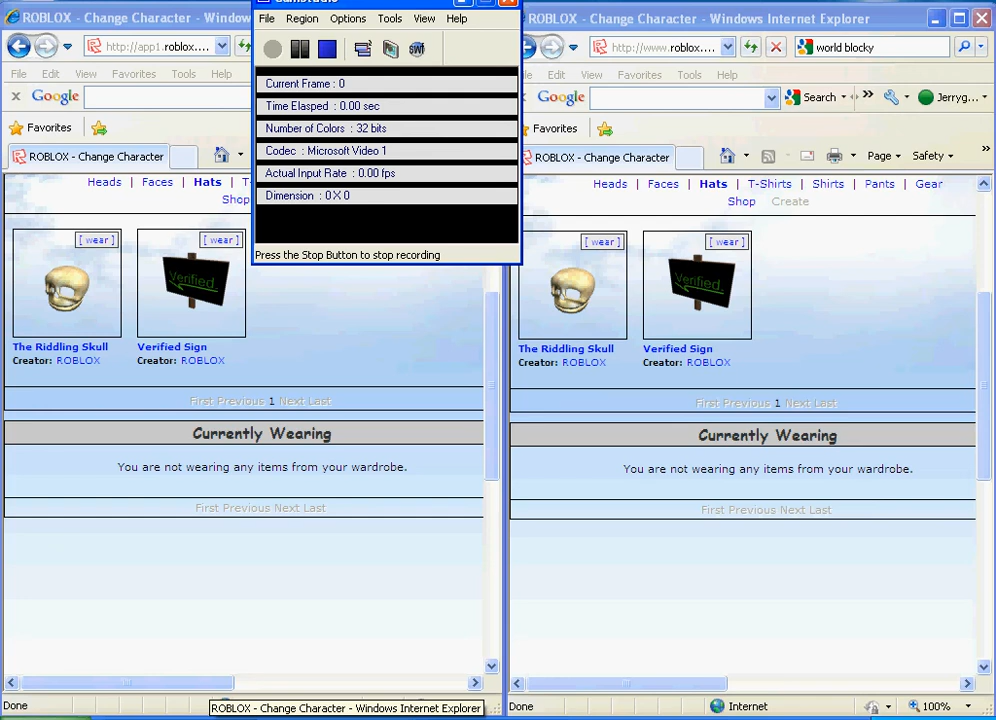 ROBLOX - Change Character - Windo
http://app1.roblox....
File Edit View Favorites Tools Help
x Google
Favorites
ROBLOX - Change Character
Heads | Faces | Hats | T-
Shop
[ wear ] [ wear ]
Verified
The Riddling Skull Verified Sign
Creator: ROBLOX Creator: ROBLOX
First Previous 1 Next Last
Currently Wearing
You are not wearing any items from your wardrobe.
First Previous Next Last
Done
ROBLOX - Change Character - Windows Internet Explorer
CamStudio
File Region Options Tools View Help
SWF
Current Frame : 0
Time Elasped : 0.00 sec
Number of Colors : 32 bits
Codec : Microsoft Video 1
Actual Input Rate : 0.00 fps
Dimension : 0 X 0
Press the Stop Button to stop recording
ROBLOX - Change Character - Windows Internet Explorer
http://www.roblox....
world blocky
View Favorites Tools Help
Google
Search
Jerryg...
Favorites
ROBLOX - Change Character
Page Safety
Heads | Faces | Hats | T-Shirts | Shirts | Pants | Gear
Shop Create
[ wear ] [ wear ]
Verified
The Riddling Skull Verified Sign
Creator: ROBLOX Creator: ROBLOX
First Previous 1 Next Last
Currently Wearing
You are not wearing any items from your wardrobe.
First Previous Next Last
Done
Internet
100%